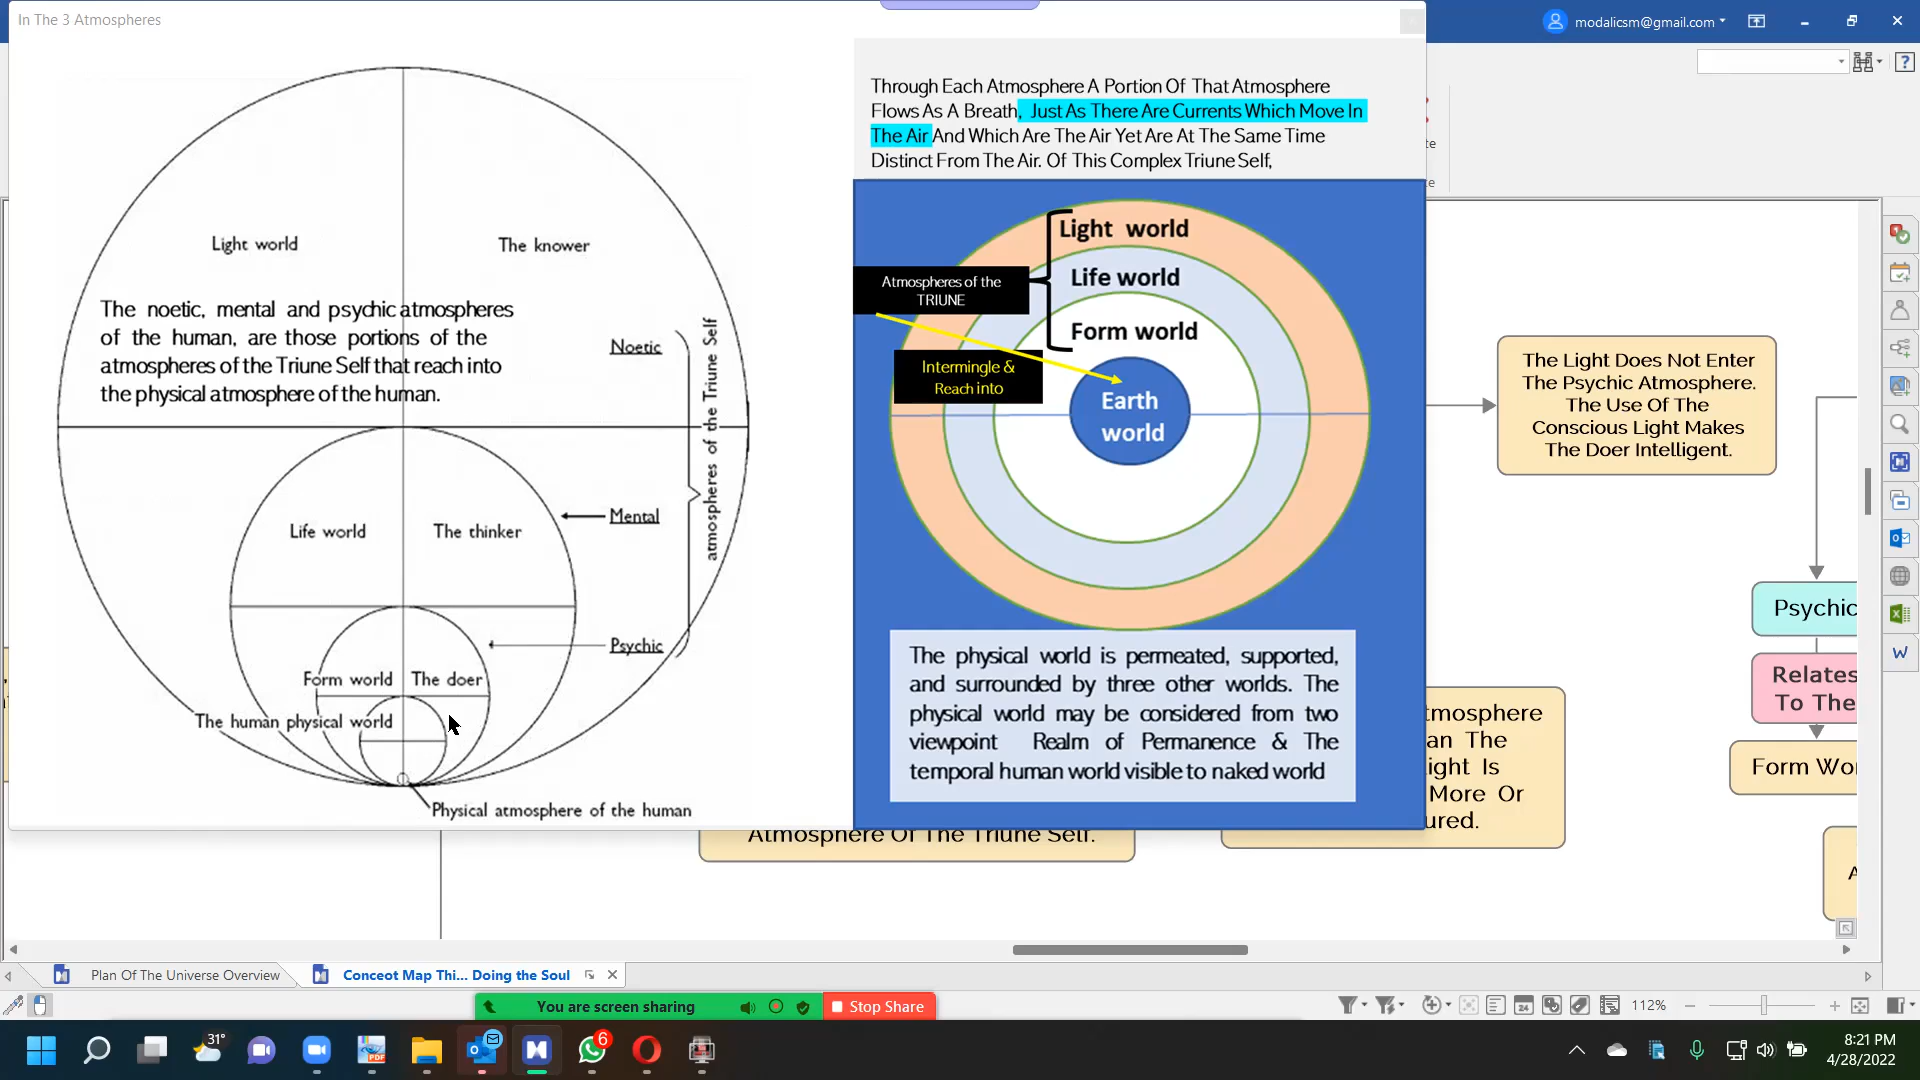 In The 3 Atmospheres
modalicsm@gmail.com
Through Each Atmosphere A Portion Of That Atmosphere
Flows As A Breath, Just As There Are Currents Which Move In
The Air And Which Are The Air Yet Are At The Same Time
Distinct From The Air. Of This Complex Triune Self,
Light world
The knower
The noetic, mental and psychic atmospheres
of the human, are those portions of the
atmospheres of the Triune Self that reach into
the physical atmosphere of the human.
Noetic
atmospheres of the Triune Self
Mental
Life world
The thinker
Psychic
Form world
The doer
The human physical world
Physical atmosphere of the human
Light world
Life world
Form world
Atmospheres of the
TRIUNE
Intermingle &
Reach into
Earth
world
The physical world is permeated, supported,
and surrounded by three other worlds. The
physical world may be considered from two
viewpoint Realm of Permanence & The
temporal human world visible to naked world
te
e
The Light Does Not Enter
The Psychic Atmosphere.
The Use Of The
Conscious Light Makes
The Doer Intelligent.
Psychic
Relates
To The
Form Wo
A
tmosphere
an The
ight Is
More Or
ured.
Atmosphere Of The Triune Self.
Plan Of The Universe Overview
Conceot Map Thi... Doing the Soul
You are screen sharing
Stop Share
112%
31°
6
8:21 PM
4/28/2022